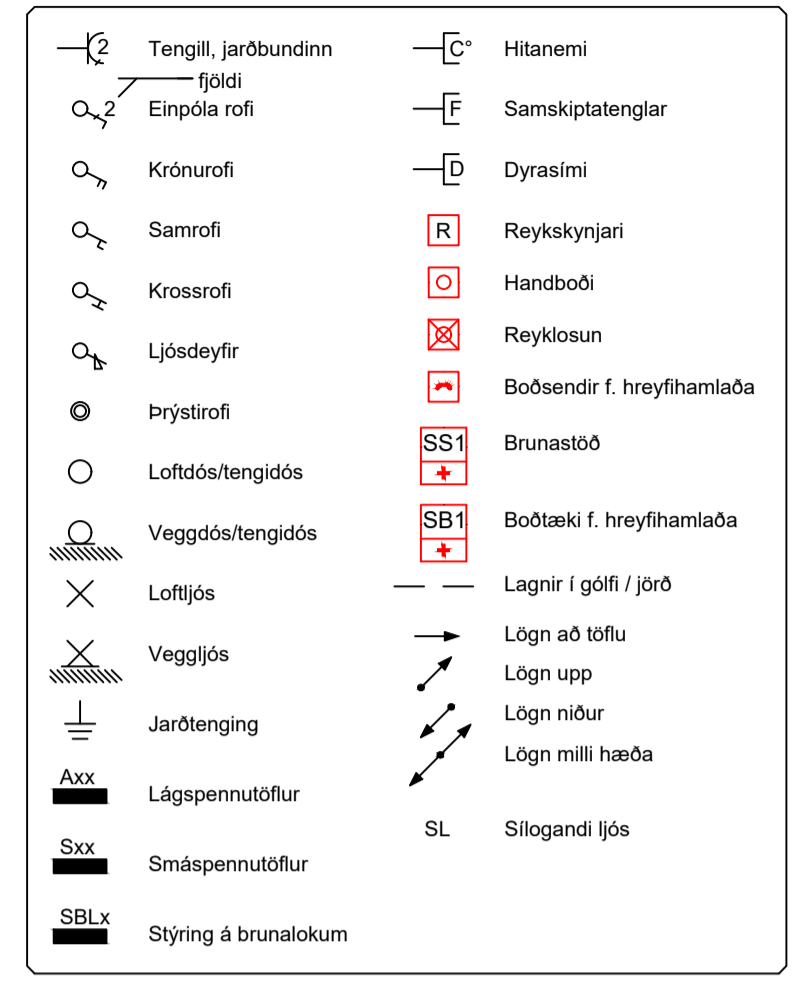 2 Tengill, jarðbundinn
fjöldi
2 Einpóla rofi
Krónurofi
Samrofi
Krossrofi
Ljósdeyfir
Þrýstirofi
Loftdós/tengidós
Veggdós/tengidós
Loftljós
Veggljós
Jarðtenging
Axx
Lágspennutöflur
Sxx
Smáspennutöflur
SBLx
Stýring á brunalokum
C° Hitanemi
F Samskiptatenglar
D Dyrasími
R Reykskynjari
Handboði
Reyklosun
Boðsendir f. hreyfihamlaða
SS1 Brunastöð
SB1 Boðtæki f. hreyfihamlaða
Lagnir í gólfi / jörð
Lögn að töflu
Lögn upp
Lögn niður
Lögn milli hæða
SL Sílogandi ljós